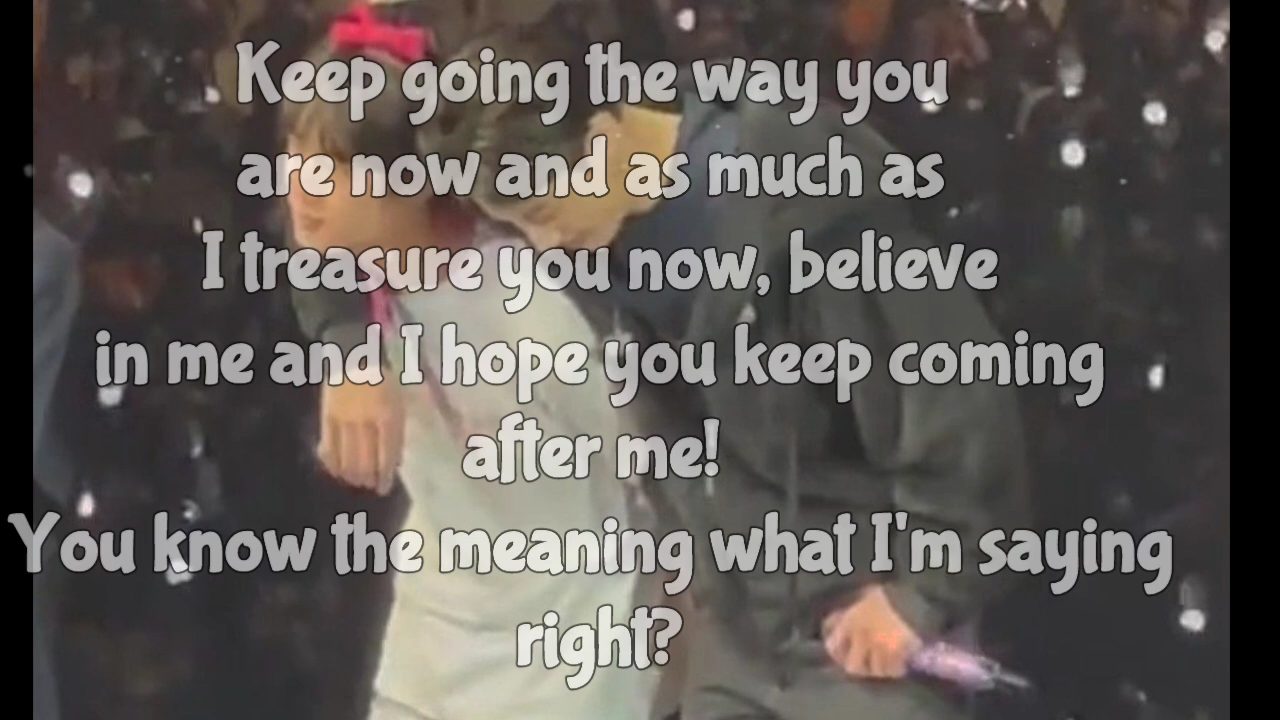 Keep going the way you
are now and as much as
I treasure you now, believe
in me and I hope you keep coming
after me!
You know the meaning what I'm saying
right?